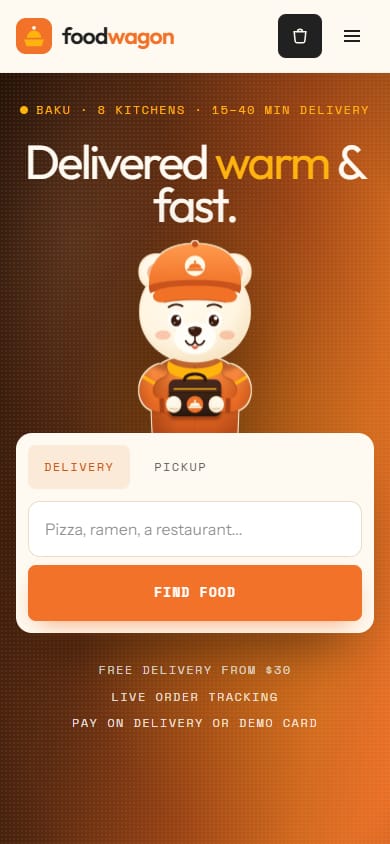 foodwagon
BAKU · 8 KITCHENS · 15–40 MIN DELIVERY
Delivered warm &
fast.
DELIVERY PICKUP
Pizza, ramen, a restaurant...
FIND FOOD
FREE DELIVERY FROM $30
LIVE ORDER TRACKING
PAY ON DELIVERY OR DEMO CARD